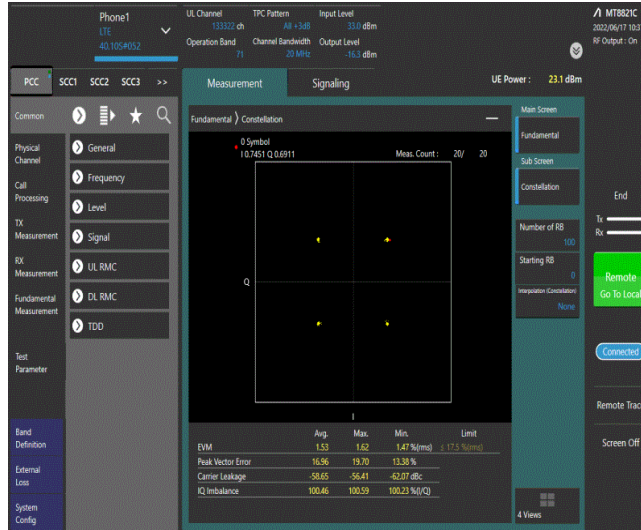 Phone1
LTE
40.10S#052
UL Channel TPC Pattern Input Level
133322 ch All +3dB 33.0 dBm
Operation Band Channel Bandwidth Output Level
71 20 MHz -16.3 dBm
MT8821C
2022/06/17 10:3
RF Output : On
PCC SCC1 SCC2 SCC3 >>
Measurement Signaling UE Power : 23.1 dBm
Common
Physical
Channel
Call
Processing
TX
Measurement
RX
Measurement
Fundamental
Measurement
Test
Parameter
Band
Definition
External
Loss
System
Config
General
Frequency
Level
Signal
UL RMC
DL RMC
TDD
Fundamental Constellation
0 Symbol
I 0.7451 Q 0.6911 Meas. Count : 20/ 20
Q
I
Avg. Max. Min. Limit
EVM 1.53 1.62 1.47 %(rms) ± 17.5 %(rms)
Peak Vector Error 16.96 19.70 13.38 %
Carrier Leakage -58.65 -56.41 -62.07 dBc
IQ Imbalance 100.46 100.59 100.23 %(I/Q)
Main Screen
Fundamental
Sub Screen
Constellation
Number of RB
100
Starting RB
0
Interpolation (Constellation)
None
4 Views
End
Tx
Rx
Remote
Go To Local
Connected
Remote Trac
Screen Off